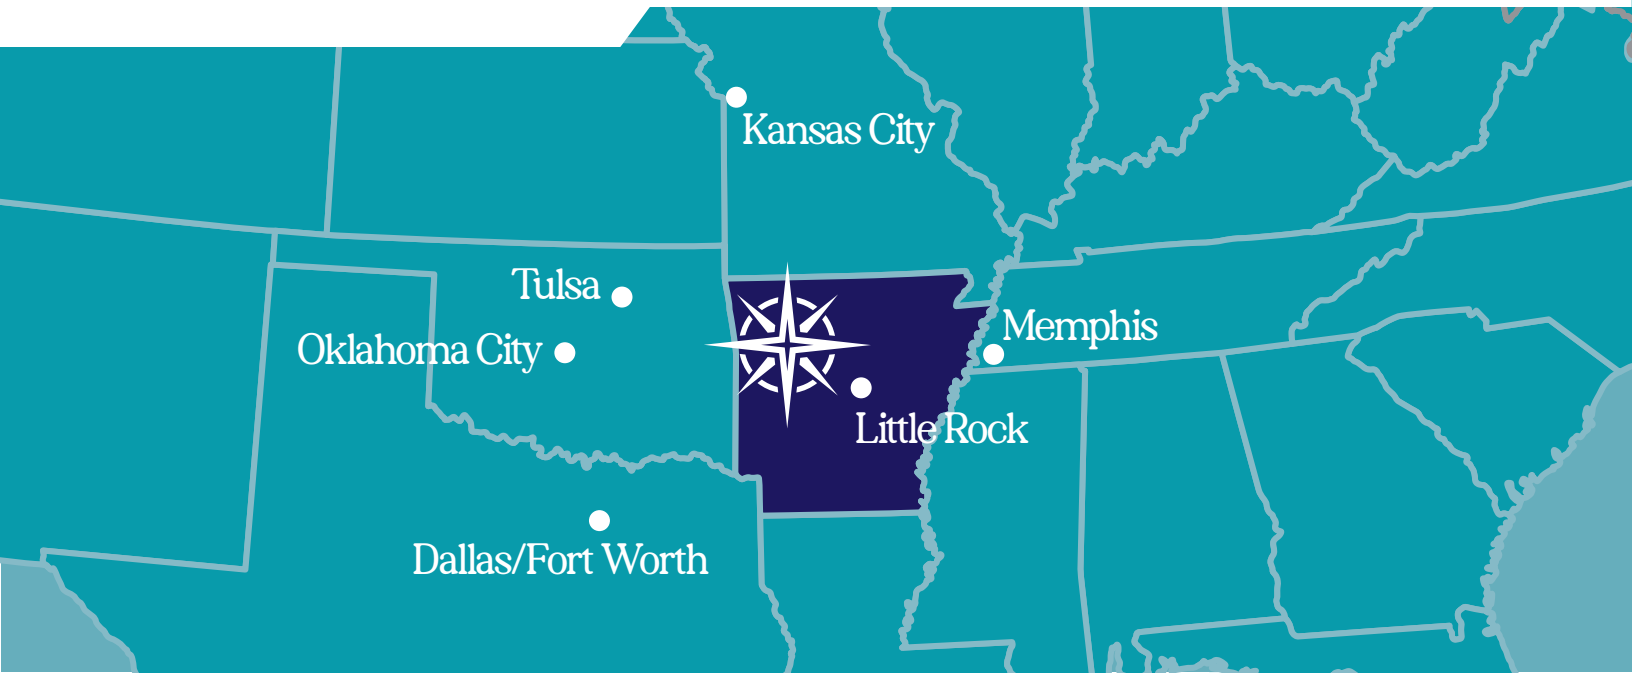 Kansas City
Tulsa
Memphis
Oklahoma City
Little Rock
Dallas/Fort Worth